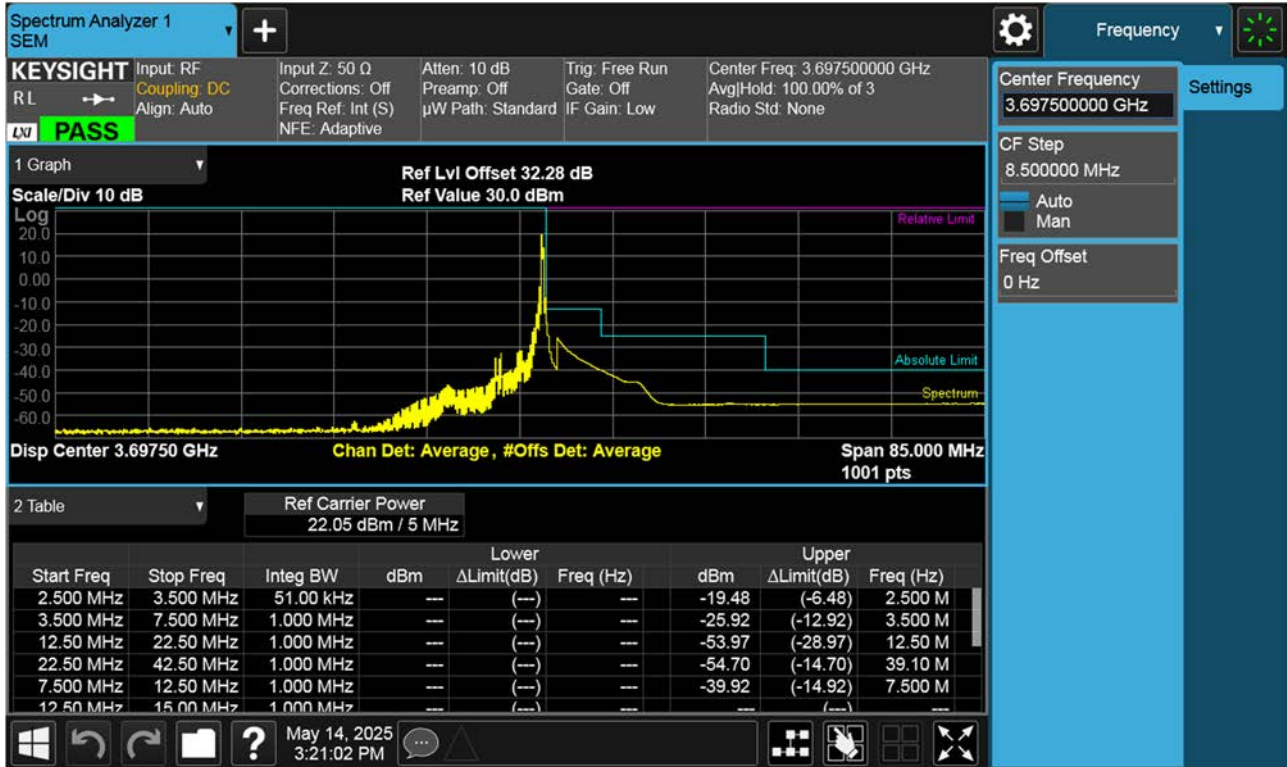 Spectrum Analyzer 1
SEM
Frequency
KEYSIGHT
RL
LXI
PASS
Input: RF
Coupling: DC
Align: Auto
Input Z: 50 Ω
Corrections: Off
Freq Ref: Int (S)
NFE: Adaptive
Atten: 10 dB
Preamp: Off
µW Path: Standard
Trig: Free Run
Gate: Off
IF Gain: Low
Center Freq: 3.697500000 GHz
Avg|Hold: 100.00% of 3
Radio Std: None
Center Frequency
3.697500000 GHz
Settings
CF Step
8.500000 MHz
Auto
Man
Freq Offset
0 Hz
1 Graph
Ref Lvl Offset 32.28 dB
Scale/Div 10 dB
Ref Value 30.0 dBm
Log
Relative Limit
20.0
10.0
0.00
-10.0
-20.0
-30.0
Absolute Limit
-40.0
-50.0
Spectrum
-60.0
Disp Center 3.69750 GHz
Chan Det: Average, #Offs Det: Average
Span 85.000 MHz
1001 pts
2 Table
Ref Carrier Power
22.05 dBm / 5 MHz
Lower Upper
Start Freq Stop Freq Integ BW dBm ΔLimit(dB) Freq (Hz) dBm ΔLimit(dB) Freq (Hz)
2.500 MHz 3.500 MHz 51.00 kHz --- (---) --- -19.48 (-6.48) 2.500 M
3.500 MHz 7.500 MHz 1.000 MHz --- (---) --- -25.92 (-12.92) 3.500 M
12.50 MHz 22.50 MHz 1.000 MHz --- (---) --- -53.97 (-28.97) 12.50 M
22.50 MHz 42.50 MHz 1.000 MHz --- (---) --- -54.70 (-14.70) 39.10 M
7.500 MHz 12.50 MHz 1.000 MHz --- (---) --- -39.92 (-14.92) 7.500 M
12.50 MHz 15.00 MHz 1.000 MHz --- (---) --- --- (---) ---
May 14, 2025
3:21:02 PM